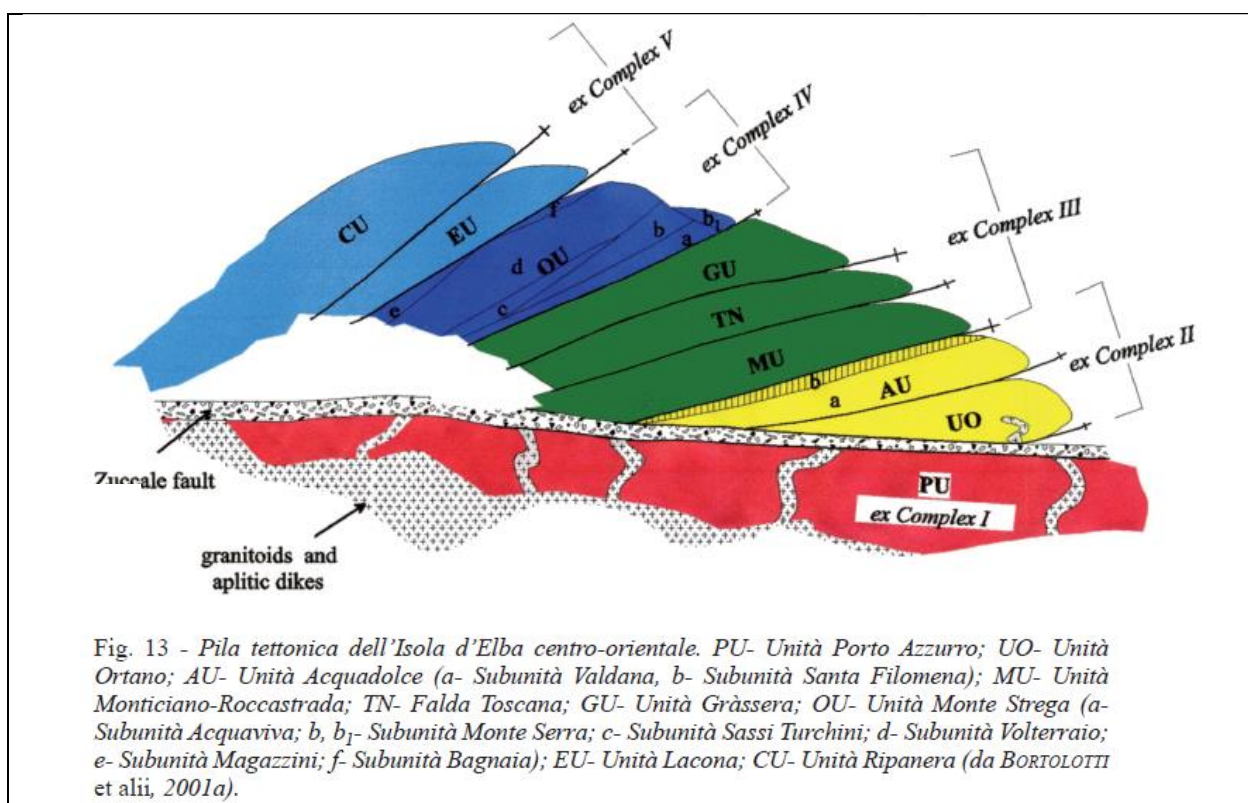 ex Complex V
ex Complex IV
ex Complex III
ex Complex II
CU
EU
f
OU
d
e
c
b
b₁
a
GU
TN
MU
b
a
AU
UO
PU
ex Complex I
Zuccale fault
granitoids and
aplitic dikes
Fig. 13 - Pila tettonica dell'Isola d'Elba centro-orientale. PU- Unità Porto Azzurro; UO- Unità
Ortano; AU- Unità Acquadolce (a- Subunità Valdana, b- Subunità Santa Filomena); MU- Unità
Monticiano-Roccastrada; TN- Falda Toscana; GU- Unità Gràssera; OU- Unità Monte Strega (a-
Subunità Acquaviva; b, b₁- Subunità Monte Serra; c- Subunità Sassi Turchini; d- Subunità Volterraio;
e- Subunità Magazzini; f- Subunità Bagnaia); EU- Unità Lacona; CU- Unità Ripanera (da BORTOLOTTI
et alii, 2001a).